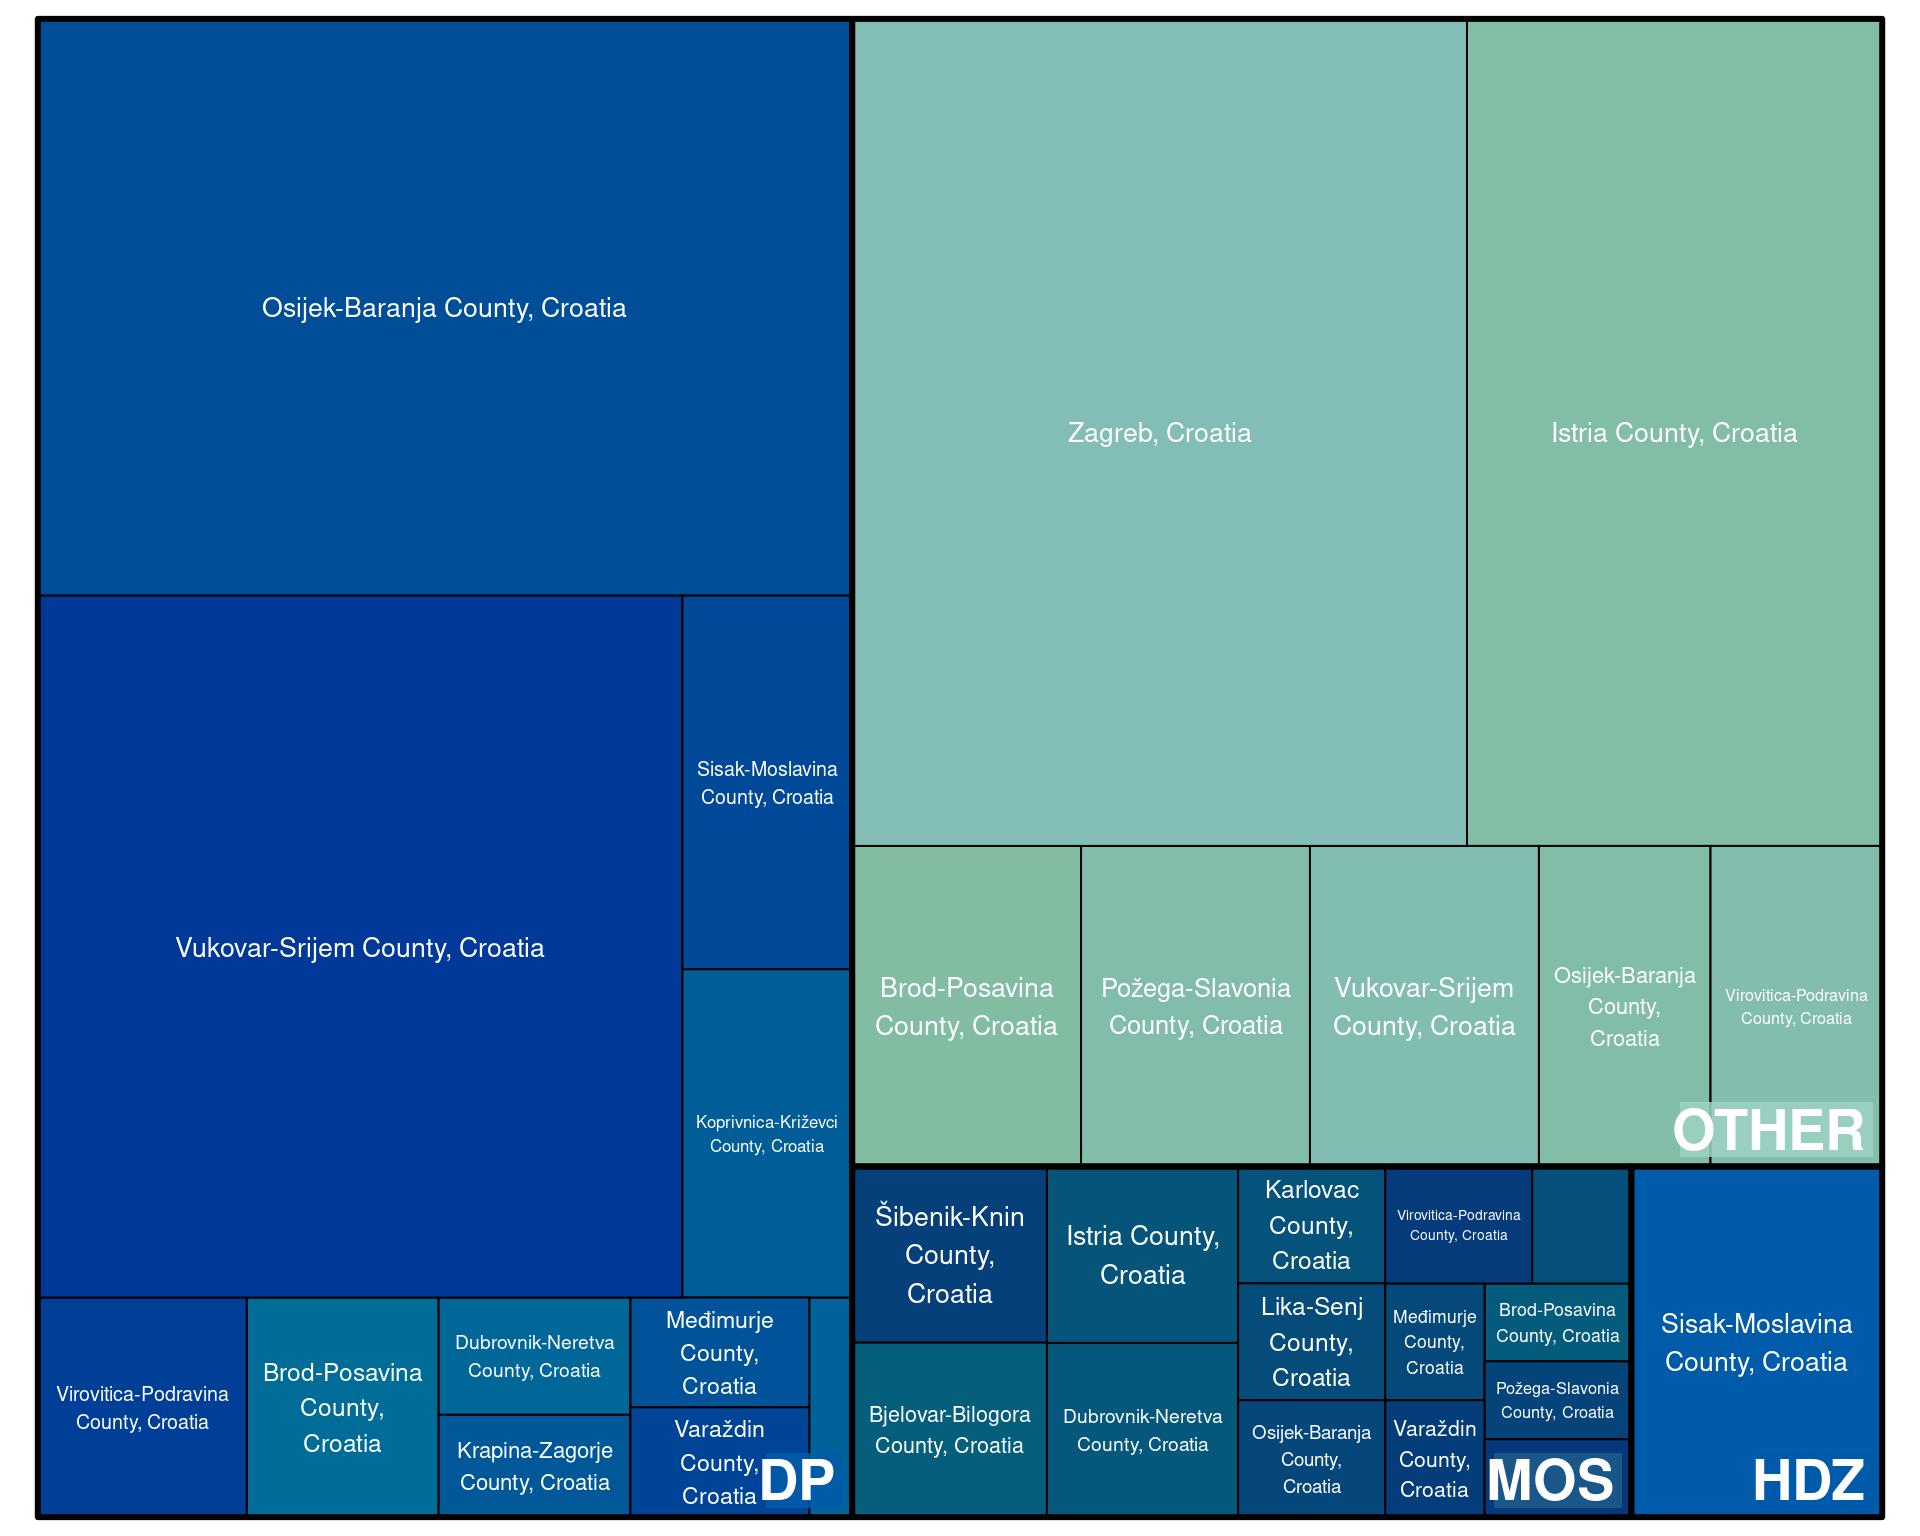 Osijek-Baranja County, Croatia
Vukovar-Srijem County, Croatia
Sisak-Moslavina
County, Croatia
Koprivnica-Križevci
County, Croatia
Virovitica-Podravina
County, Croatia
Brod-Posavina
County,
Croatia
Dubrovnik-Neretva
County, Croatia
Krapina-Zagorje
County, Croatia
Međimurje
County,
Croatia
Varaždin
County,
Croatia
DP
Zagreb, Croatia
Istria County, Croatia
Brod-Posavina
County, Croatia
Požega-Slavonia
County, Croatia
Vukovar-Srijem
County, Croatia
Osijek-Baranja
County,
Croatia
Virovitica-Podravina
County, Croatia
OTHER
Šibenik-Knin
County,
Croatia
Bjelovar-Bilogora
County, Croatia
Istria County,
Croatia
Dubrovnik-Neretva
County, Croatia
Karlovac
County,
Croatia
Lika-Senj
County,
Croatia
Osijek-Baranja
County,
Croatia
Virovitica-Podravina
County, Croatia
Međimurje
County,
Croatia
Varaždin
County,
Croatia
Brod-Posavina
County, Croatia
Požega-Slavonia
County, Croatia
MOS
Sisak-Moslavina
County, Croatia
HDZ